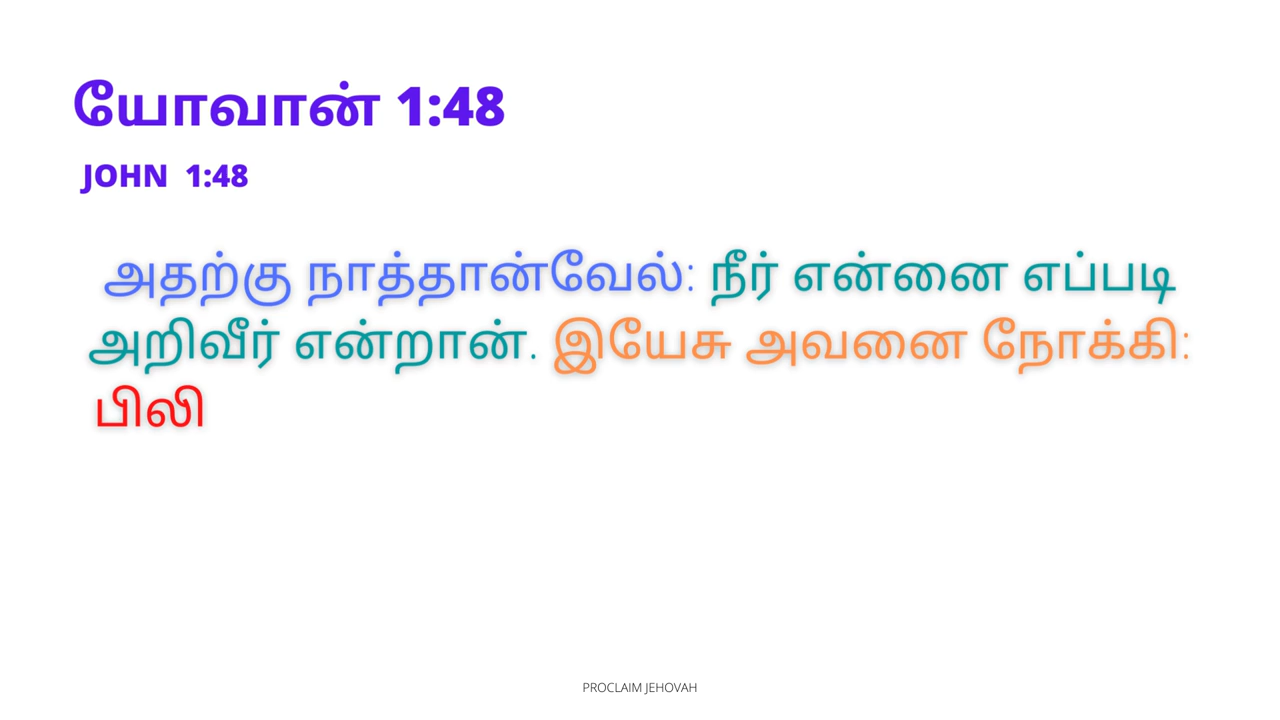 யோவான் 1:48
JOHN 1:48
அதற்கு நாத்தான்வேல்: நீர் என்னை எப்படி
அறிவீர் என்றான். இயேசு அவனை நோக்கி:
பிலி
PROCLAIM JEHOVAH